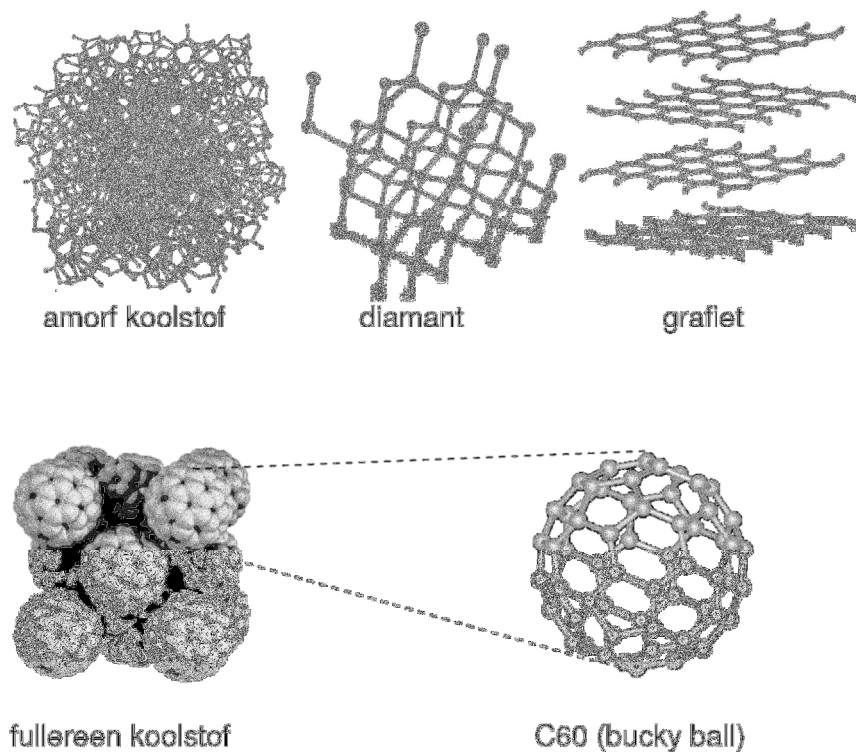 amorf koolstof
diamant
grafiet
fullereen koolstof
C60 (bucky ball)